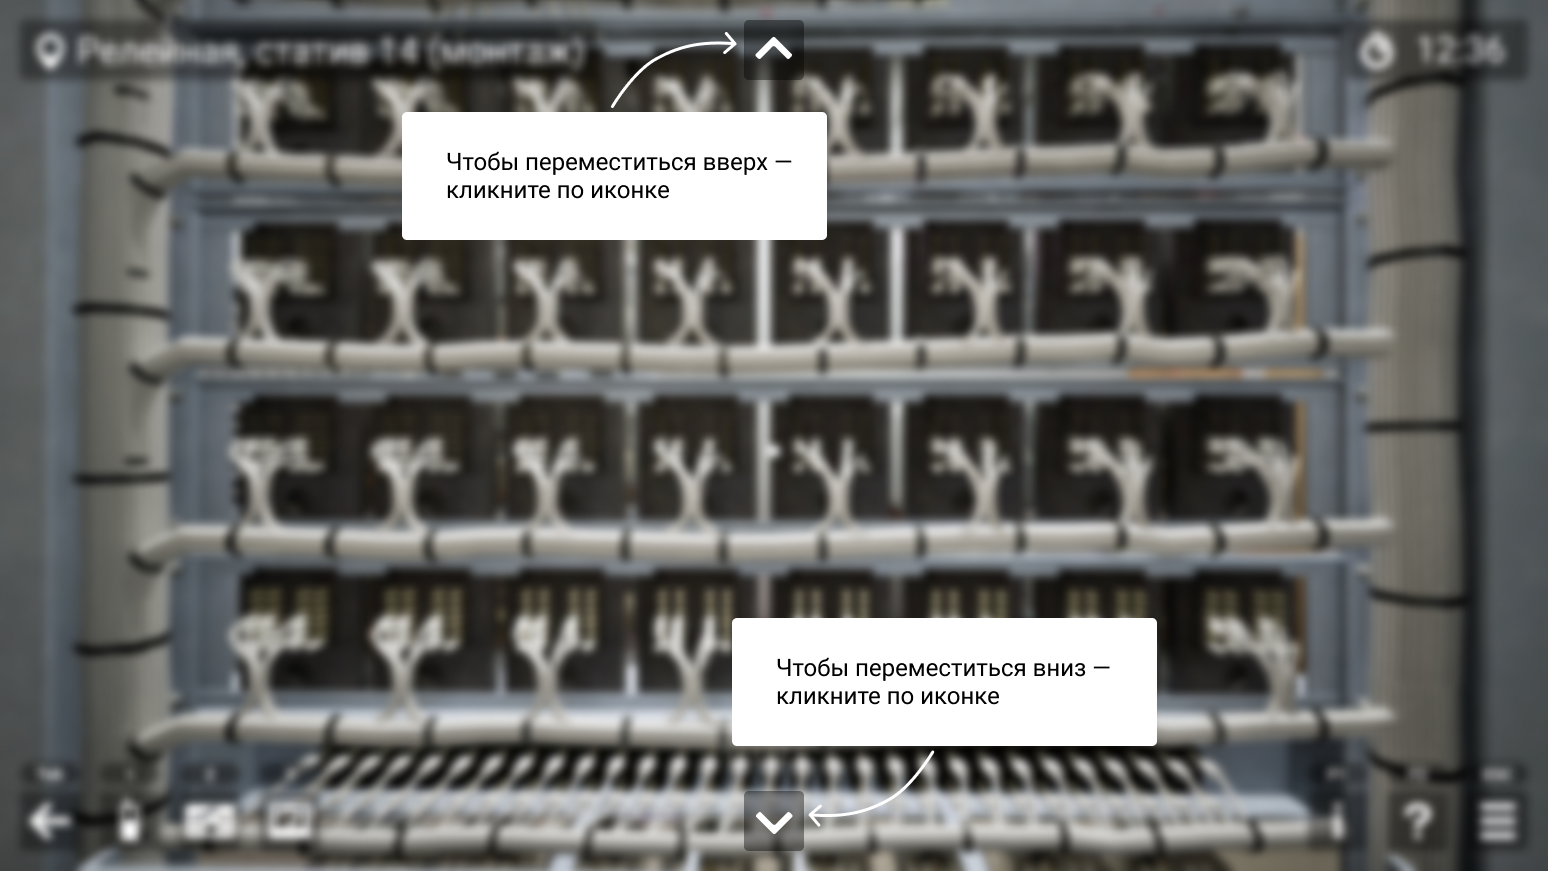 Релейная, статив 14 (монтаж)
12:36
Чтобы переместиться вверх —
кликните по иконке
Чтобы переместиться вниз —
кликните по иконке
?